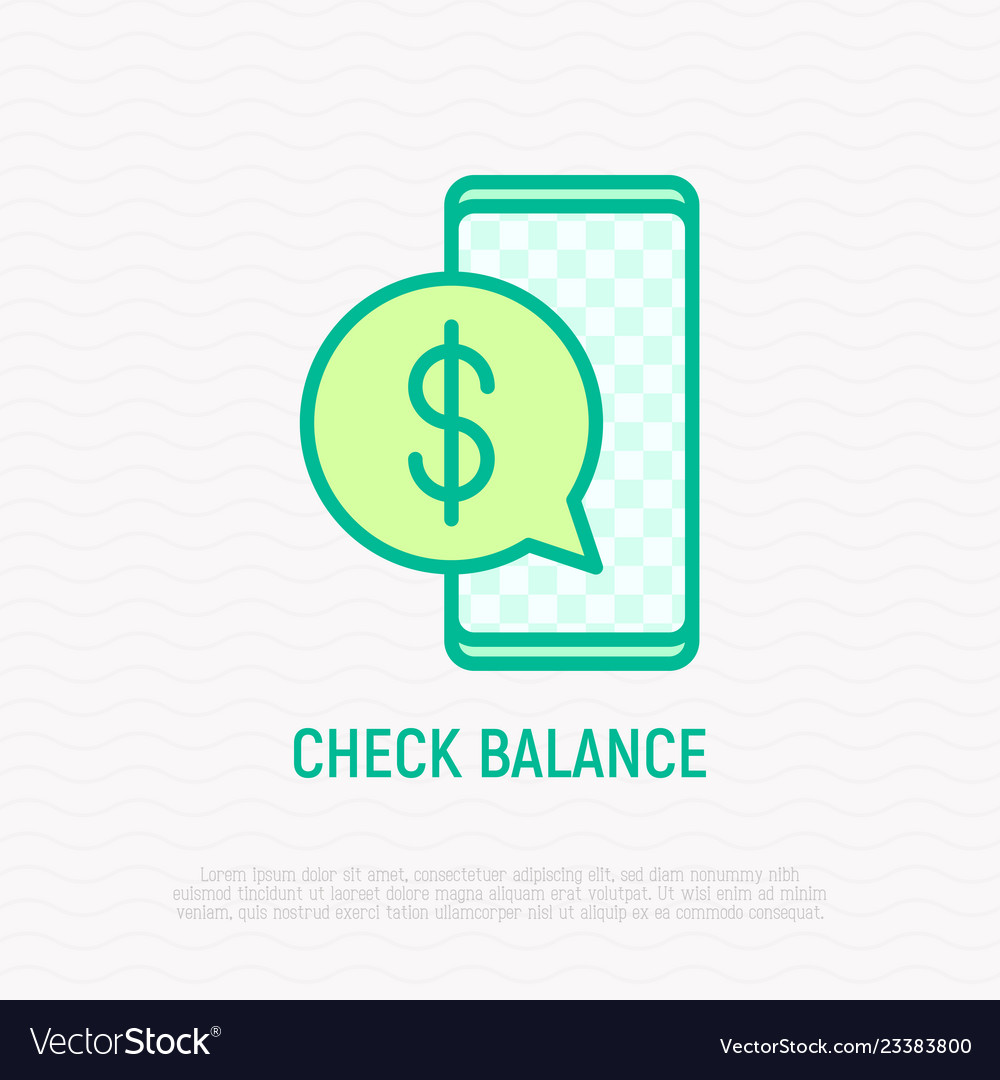 $
CHECK BALANCE
Lorem ipsum dolor sit amet, consectetuer adipiscing elit, sed diam nonummy nibh
euismod tincidunt ut laoreet dolore magna aliquam erat volutpat. Ut wisi enim ad minim
veniam, quis nostrud exerci tation ullamcorper nisl ut aliquip ex ea commodo consequat.
VectorStock®
VectorStock.com/23383800